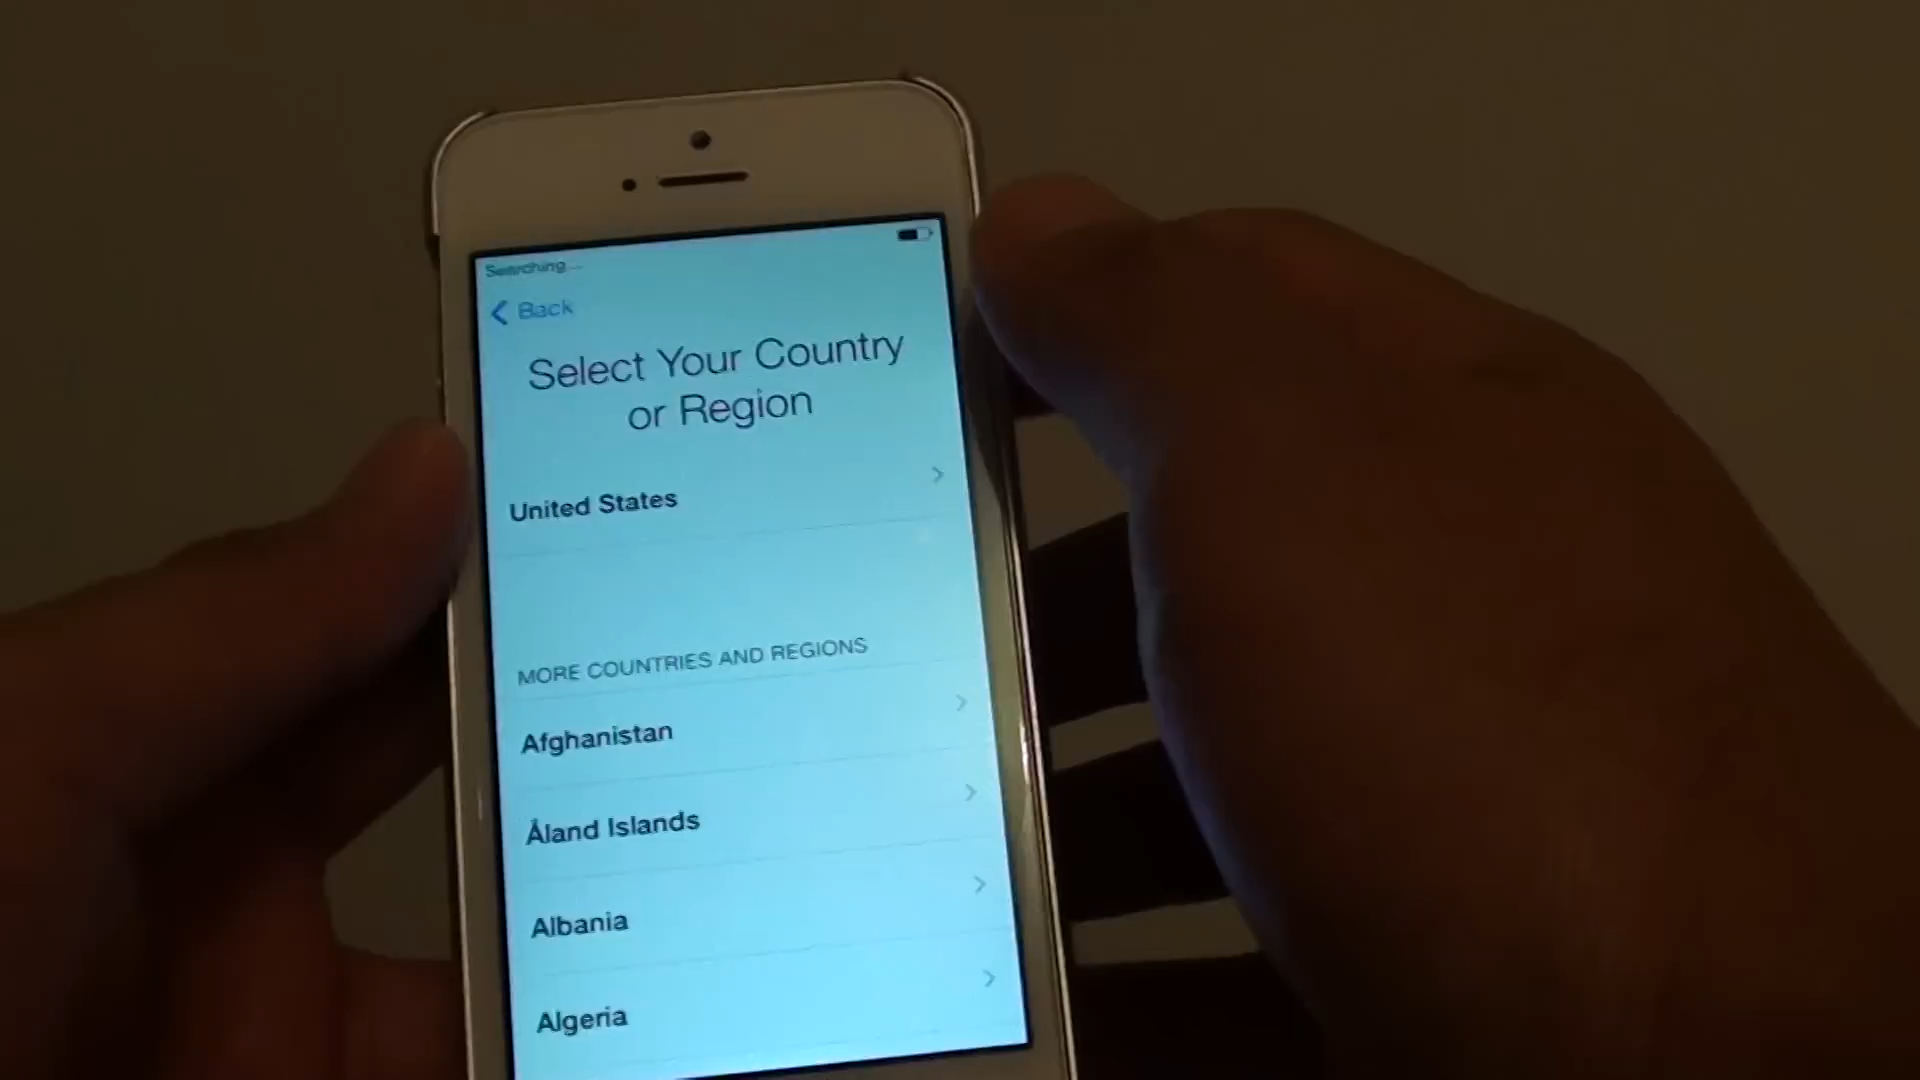 Searching...
Back
Select Your Country
or Region
United States
MORE COUNTRIES AND REGIONS
Afghanistan
Åland Islands
Albania
Algeria